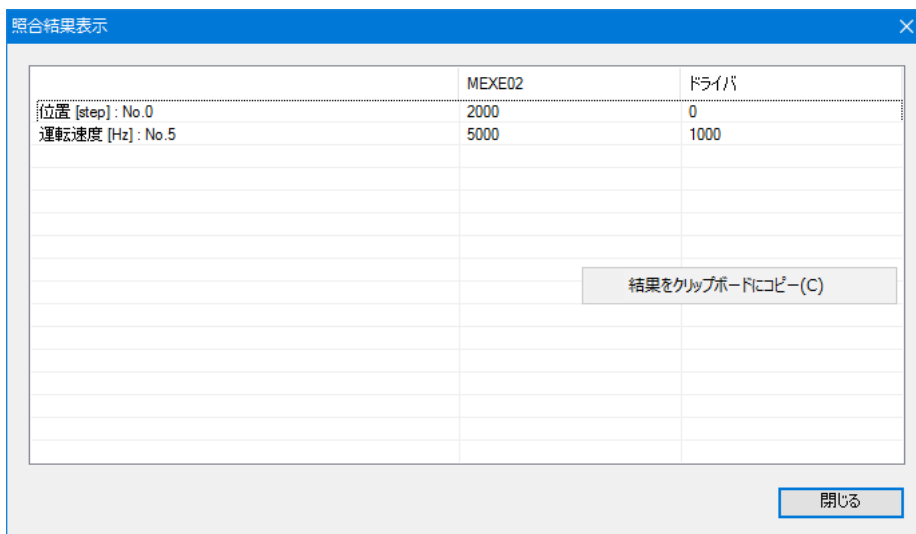 照合結果表示
MEXE02 ドライバ
位置 [step] : No.0 2000 0
運転速度 [Hz] : No.5 5000 1000
結果をクリップボードにコピー(C)
閉じる